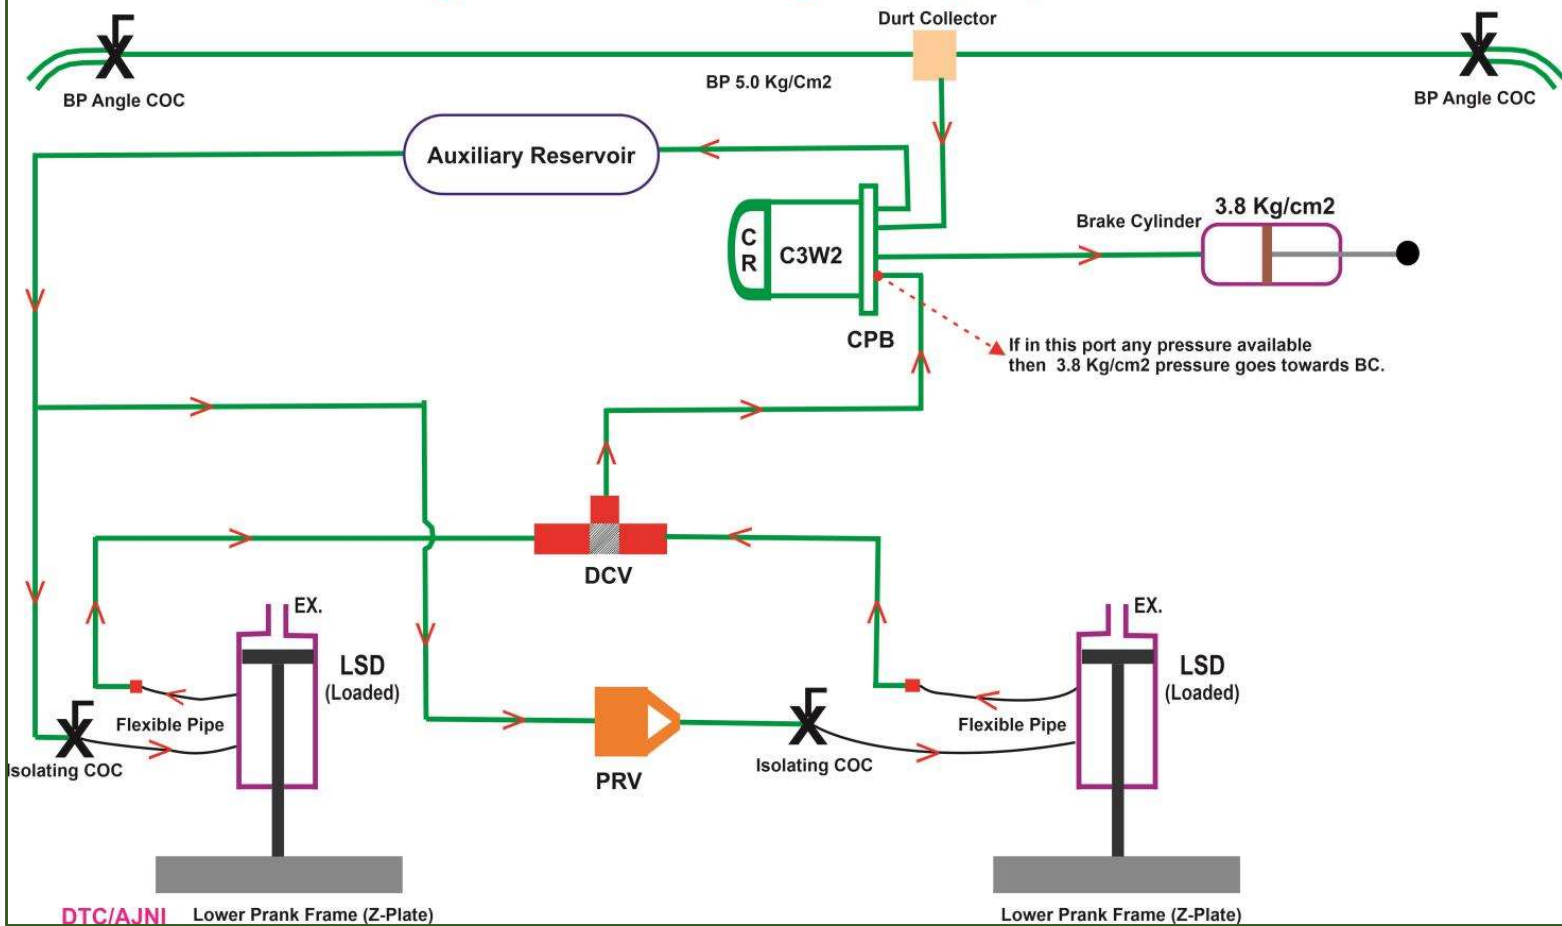 Durt Collector
BP Angle COC
BP 5.0 Kg/Cm2
BP Angle COC
Auxiliary Reservoir
Brake Cylinder
3.8 Kg/cm2
C
R
C3W2
CPB
If in this port any pressure available
then 3.8 Kg/cm2 pressure goes towards BC.
DCV
EX.
EX.
LSD
(Loaded)
LSD
(Loaded)
Flexible Pipe
Flexible Pipe
Isolating COC
PRV
Isolating COC
DTC/AJNI
Lower Prank Frame (Z-Plate)
Lower Prank Frame (Z-Plate)